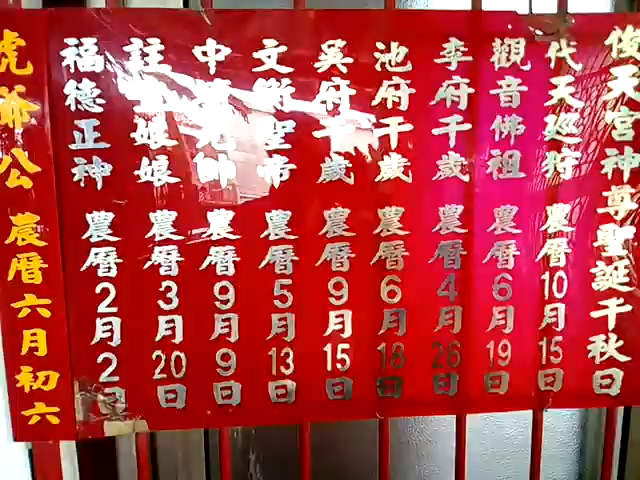 俊天宮神尊聖誕千秋日
代天巡狩 農曆10月15日
觀音佛祖 農曆6月19日
李府千歲 農曆4月26日
池府千歲 農曆6月18日
吳府千歲 農曆9月15日
文衡聖帝 農曆5月13日
中壇元帥 農曆9月9日
註生娘娘 農曆3月20日
福德正神 農曆2月2日
虎爺公 農曆六月初六